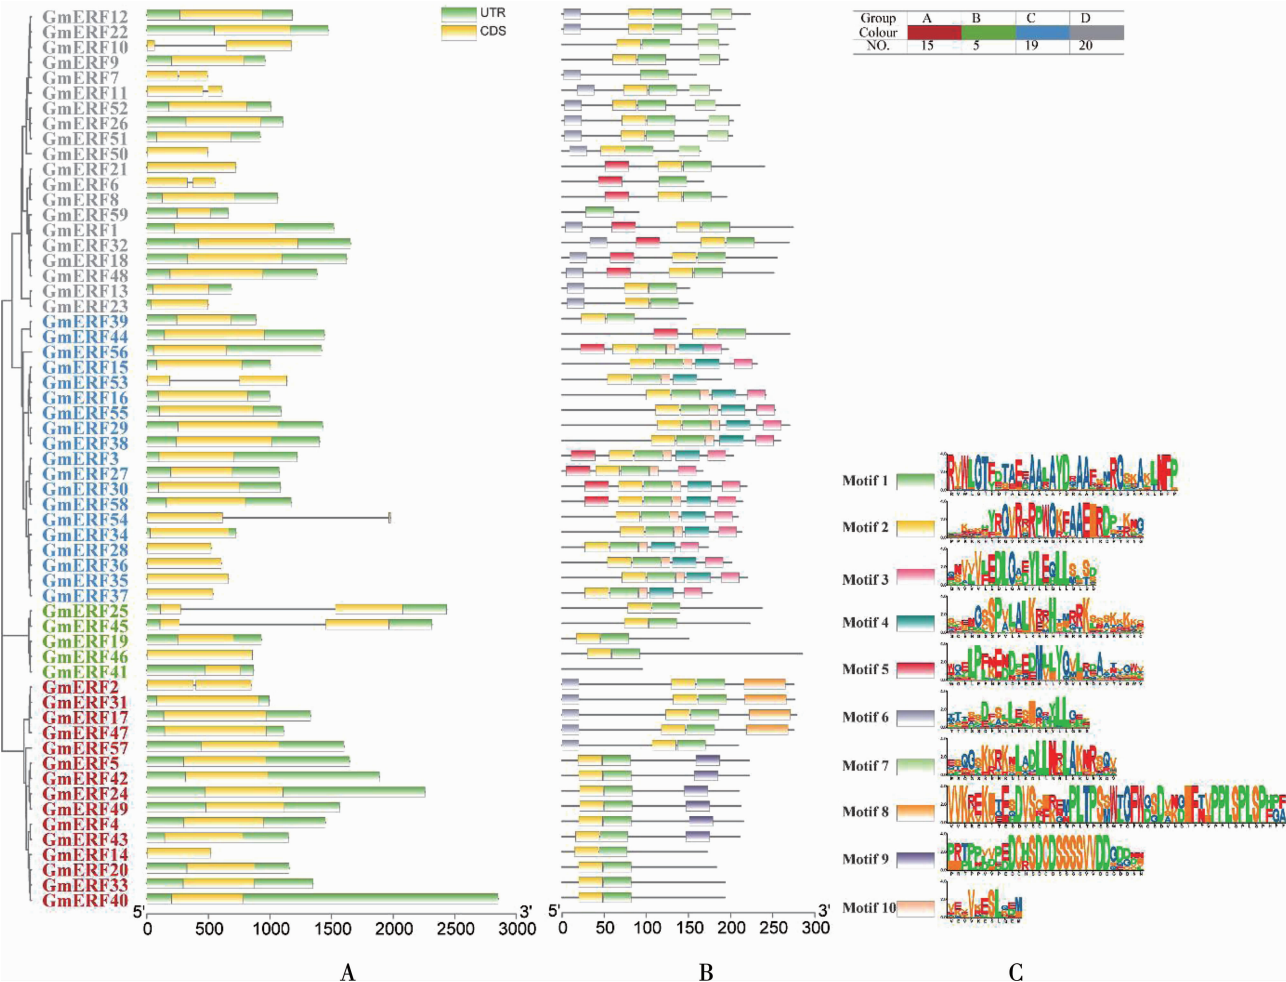 GmERF12
GmERF22
GmERF10
GmERF9
GmERF7
GmERF11
GmERF52
GmERF26
GmERF51
GmERF50
GmERF21
GmERF6
GmERF8
GmERF59
GmERF1
GmERF32
GmERF18
GmERF48
GmERF13
GmERF23
GmERF39
GmERF44
GmERF56
GmERF15
GmERF53
GmERF16
GmERF55
GmERF29
GmERF38
GmERF3
GmERF27
GmERF30
GmERF58
GmERF54
GmERF34
GmERF28
GmERF36
GmERF35
GmERF37
GmERF25
GmERF45
GmERF19
GmERF46
GmERF41
GmERF2
GmERF31
GmERF17
GmERF47
GmERF57
GmERF5
GmERF42
GmERF24
GmERF49
GmERF4
GmERF43
GmERF14
GmERF20
GmERF33
GmERF40
UTR
CDS
5' 3'
0 500 1000 1500 2000 2500 3000
A
5' 3'
0 50 100 150 200 250 300
B
Group A B C D
Colour
NO. 15 5 19 20
Motif 1
Motif 2
Motif 3
Motif 4
Motif 5
Motif 6
Motif 7
Motif 8
Motif 9
Motif 10
C